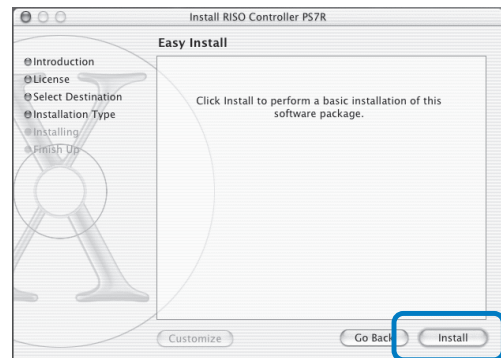 Install RISO Controller PS7R
Easy Install
Introduction
License
Select Destination
Installation Type
Installing
Finish Up
Click Install to perform a basic installation of this
software package.
Customize
Go Back
Install